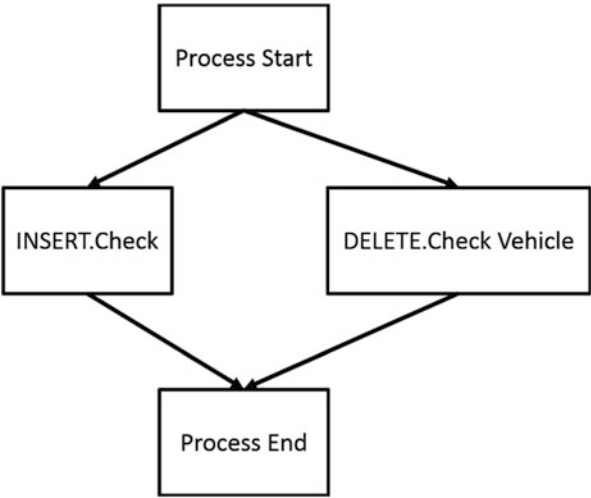 Process Start
INSERT.Check
DELETE.Check Vehicle
Process End